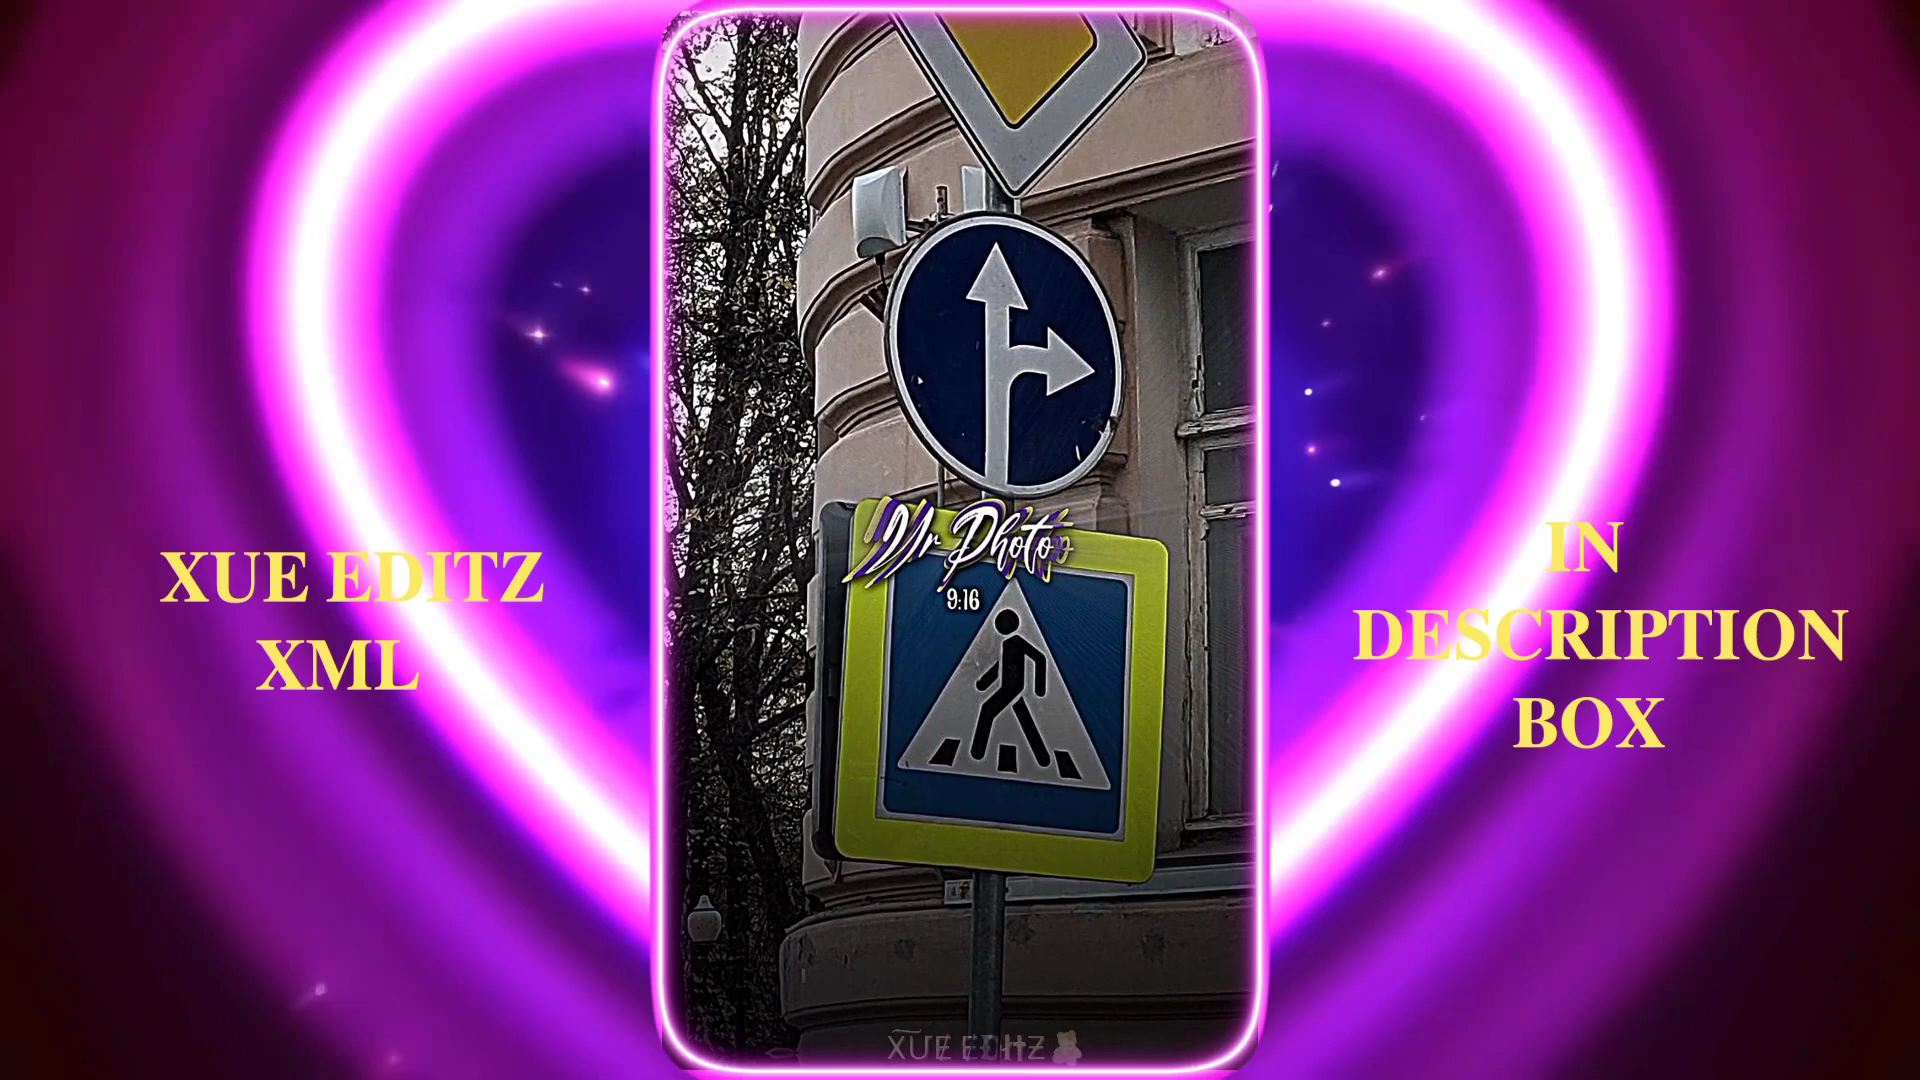 XUE EDITZ
XML
Mr Photo
9:16
IN
DESCRIPTION
BOX
XUE EDITZ